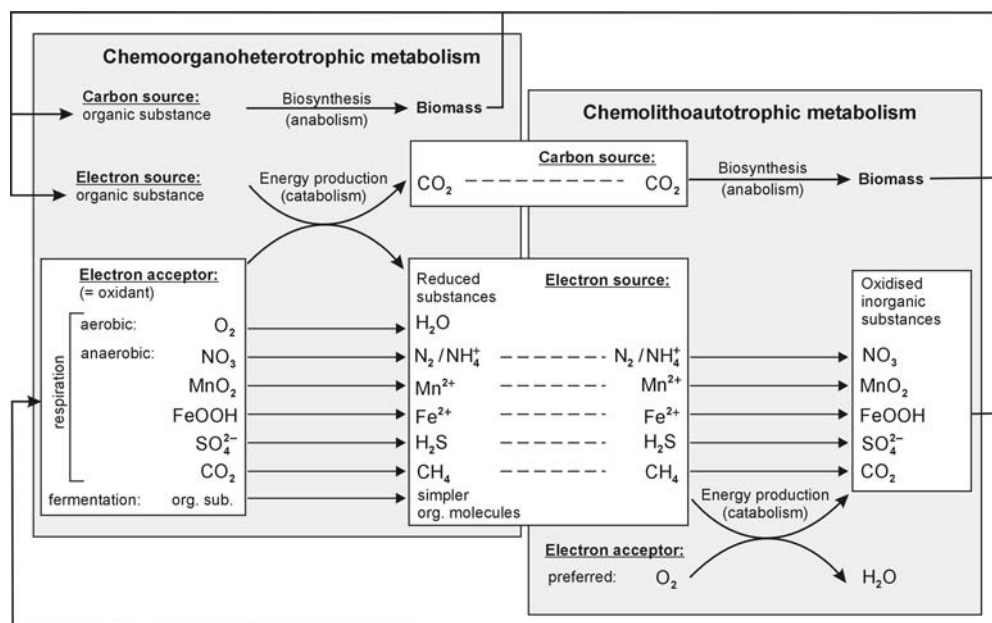 Chemoorganoheterotrophic metabolism
Carbon source:
organic substance
Biosynthesis
(anabolism)
Biomass
Electron source:
organic substance
Energy production
(catabolism)
Chemolithoautotrophic metabolism
Carbon source:
CO₂ CO₂
Biosynthesis
(anabolism)
Biomass
Electron acceptor:
(= oxidant)
respiration
aerobic: O₂
anaerobic: NO₃
MnO₂
FeOOH
SO₄²⁻
CO₂
fermentation: org. sub.
Reduced
substances
Electron source:
H₂O
N₂ / NH₄⁺ N₂ / NH₄⁺
Mn²⁺ Mn²⁺
Fe²⁺ Fe²⁺
H₂S H₂S
CH₄ CH₄
simpler
org. molecules
Oxidised
inorganic
substances
NO₃
MnO₂
FeOOH
SO₄²⁻
CO₂
Energy production
(catabolism)
Electron acceptor:
preferred: O₂
H₂O